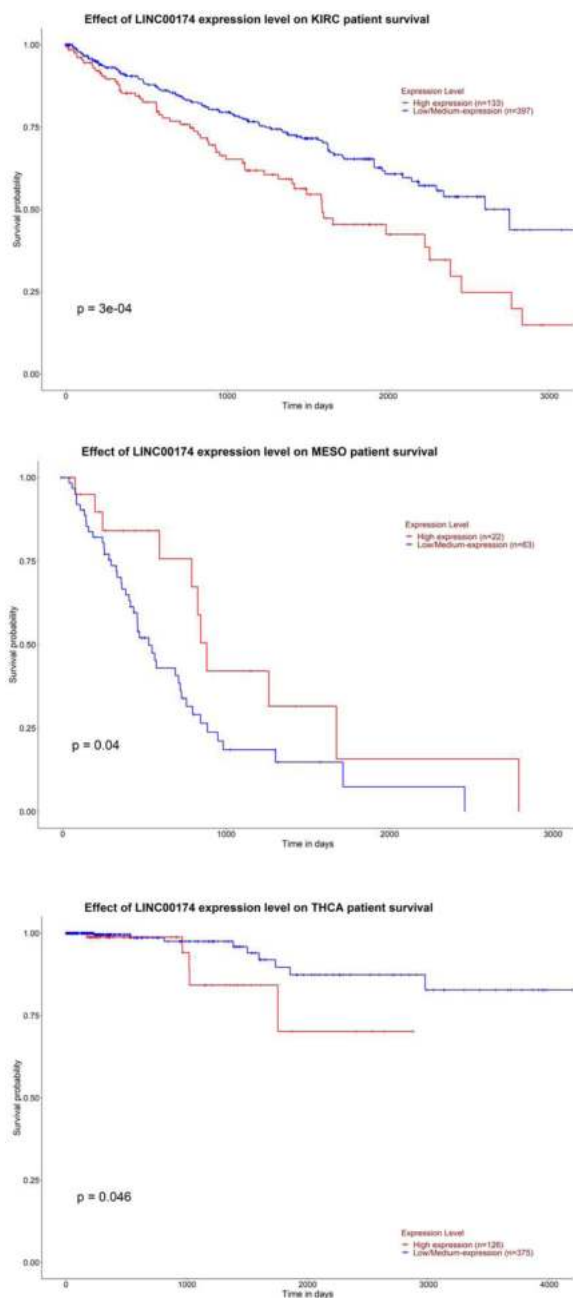 Effect of LINC00174 expression level on KIRC patient survival
1.00
0.75
0.50
0.25
0.00
Survival probability
Expression Level
High expression (n=133)
Low/Medium-expression (n=397)
p = 3e-04
0
1000
2000
3000
Time in days
Effect of LINC00174 expression level on MESO patient survival
1.00
0.75
0.50
0.25
0.00
Survival probability
Expression Level
High expression (n=22)
Low/Medium-expression (n=63)
p = 0.04
0
1000
2000
3000
Time in days
Effect of LINC00174 expression level on THCA patient survival
1.00
0.75
0.50
0.25
0.00
Survival probability
p = 0.046
Expression Level
High expression (n=126)
Low/Medium-expression (n=375)
0
1000
2000
3000
4000
Time in days